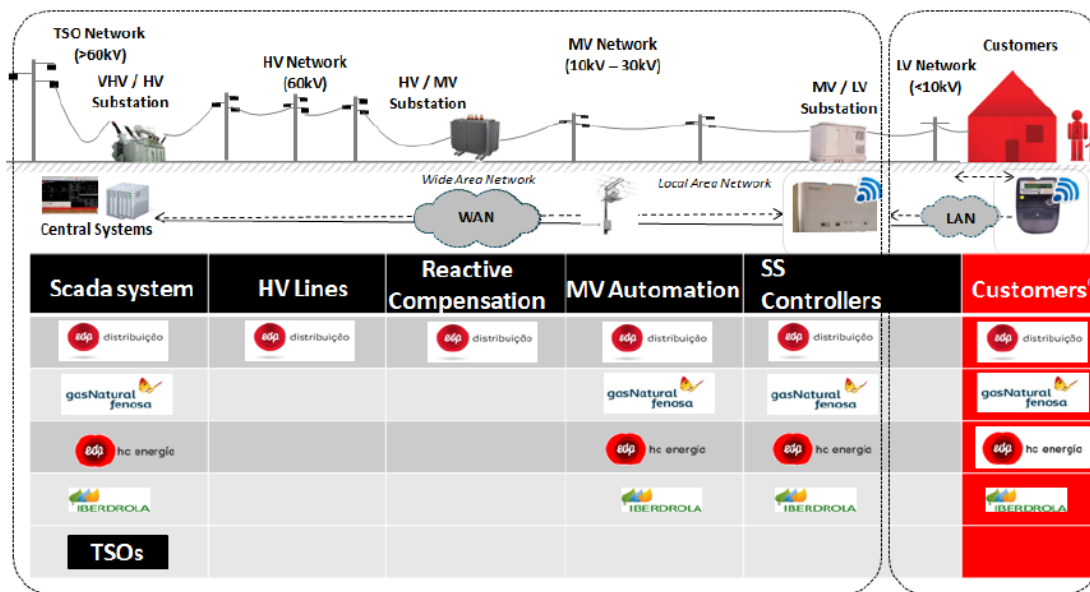 TSO Network
(>60kV)
VHV / HV
Substation
HV Network
(60kV)
HV / MV
Substation
MV Network
(10kV – 30kV)
MV / LV
Substation
LV Network
(<10kV)
Customers
Central Systems
Wide Area Network
WAN
Local Area Network
LAN
Scada system
HV Lines
Reactive
Compensation
MV Automation
SS
Controllers
Customers
edp distribuição
edp distribuição
edp distribuição
edp distribuição
edp distribuição
edp distribuição
gasNatural
fenosa
gasNatural
fenosa
gasNatural
fenosa
gasNatural
fenosa
edp hc energía
edp hc energía
edp hc energía
edp hc energía
IBERDROLA
IBERDROLA
IBERDROLA
IBERDROLA
TSOs